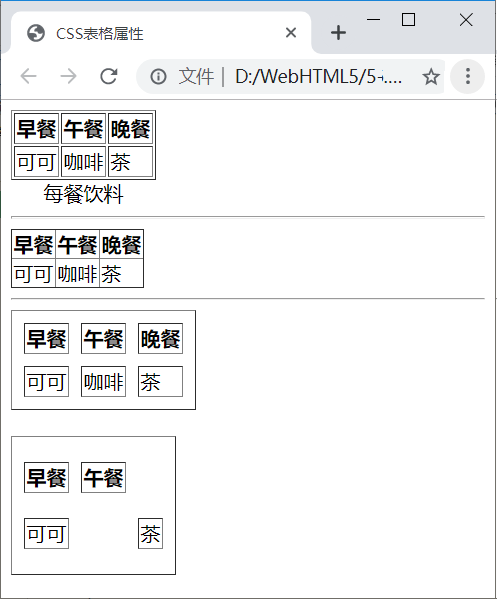 CSS表格属性
文件 | D:/WebHTML5/5-....
早餐 午餐 晚餐
可可 咖啡 茶
每餐饮料
早餐 午餐 晚餐
可可 咖啡 茶
早餐 午餐 晚餐
可可 咖啡 茶
早餐 午餐
可可 茶